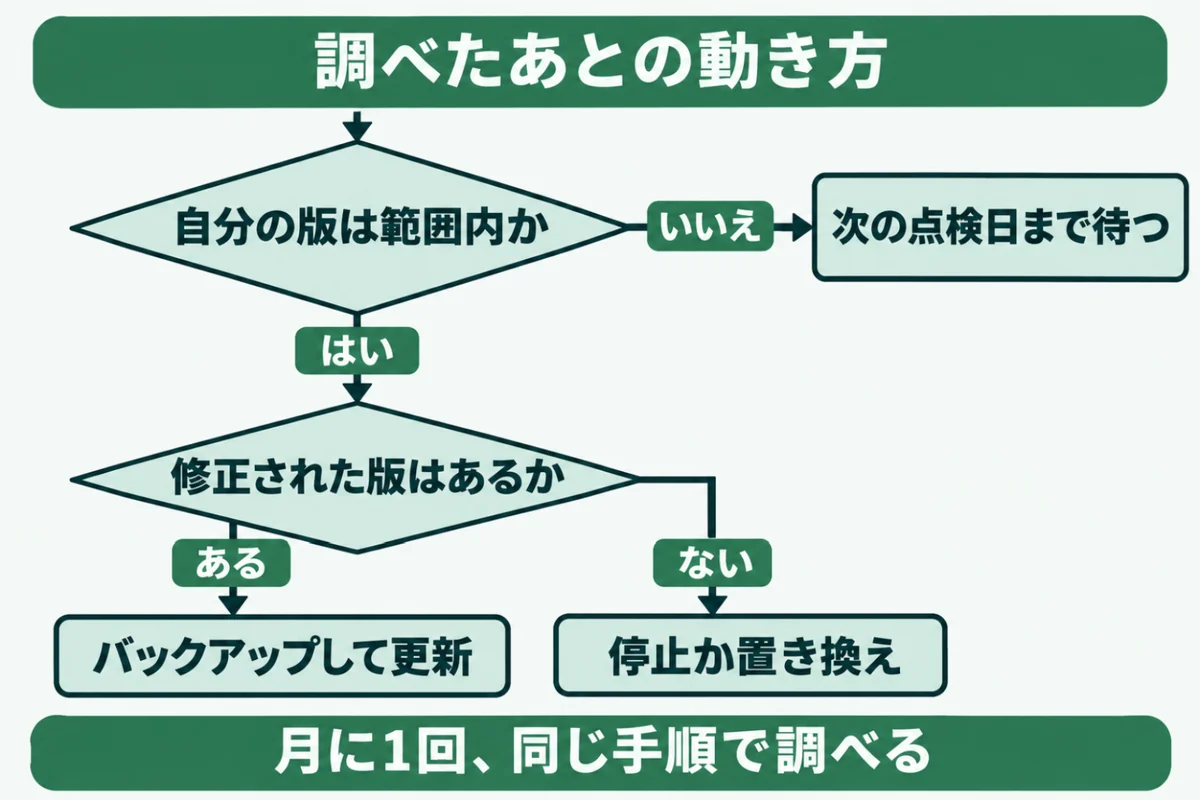 調べたあとの動き方
自分の版は範囲内か
いいえ
次の点検日まで待つ
はい
修正された版はあるか
ある
ない
バックアップして更新
停止か置き換え
月に1回、同じ手順で調べる